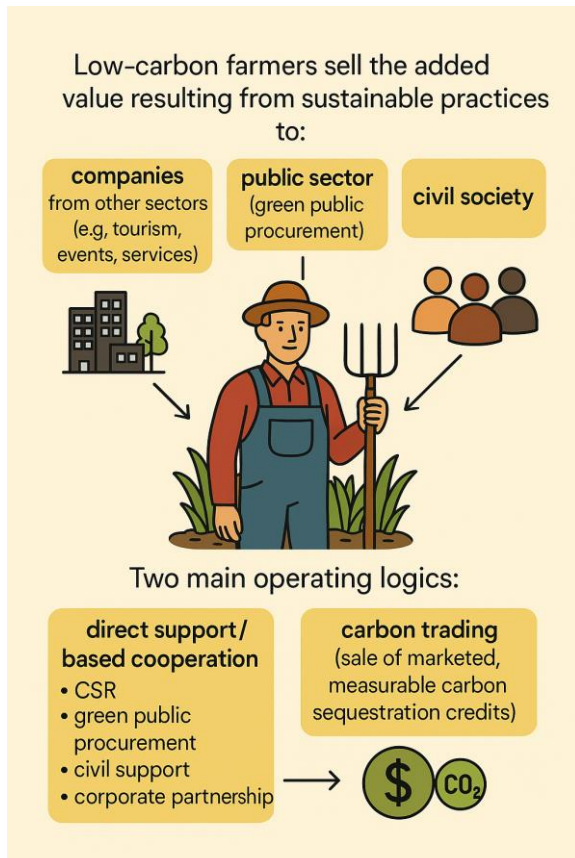 Low-carbon farmers sell the added
value resulting from sustainable practices
to:
companies
from other sectors
(e.g, tourism,
events, services)
public sector
(green public
procurement)
civil society
Two main operating logics:
direct support/
based cooperation
• CSR
• green public
procurement
• civil support
• corporate partnership
carbon trading
(sale of marketed,
measurable carbon
sequestration credits)
$
CO₂